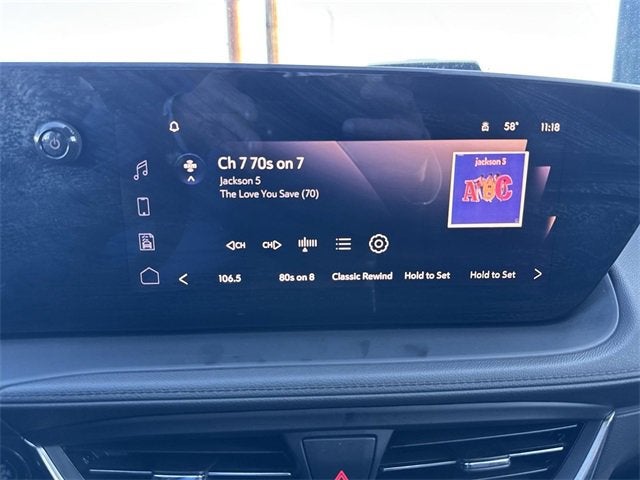 58° 11:18
Ch 7 70s on 7
Jackson 5
The Love You Save (70)
jackson 5
ABC
CH CH
106.5 80s on 8 Classic Rewind Hold to Set Hold to Set